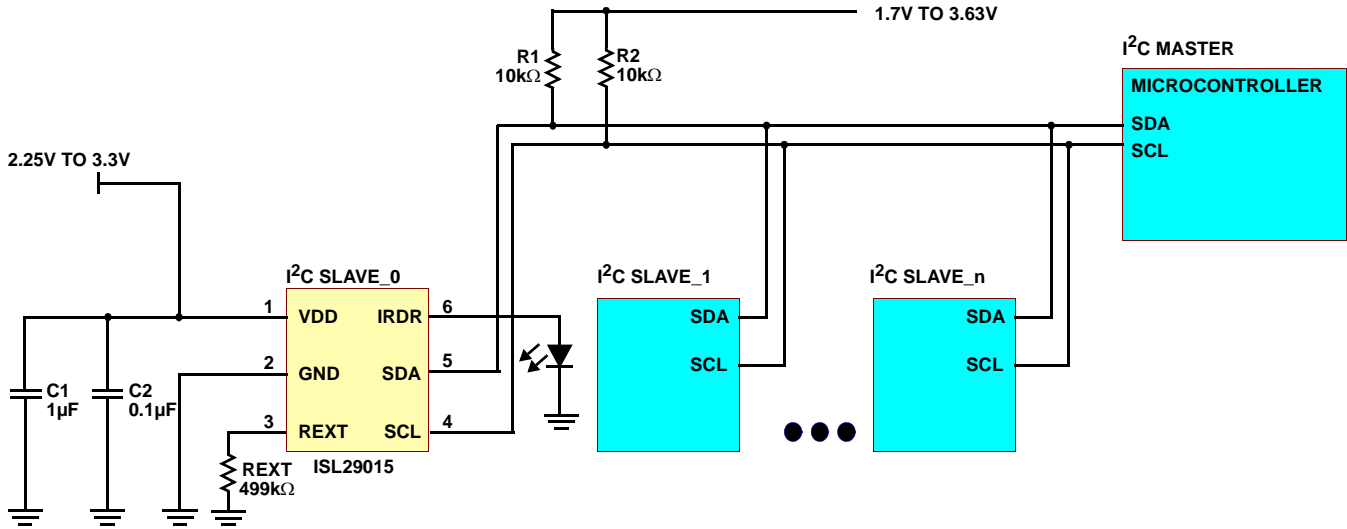 1.7V TO 3.63V
I²C MASTER
R1
10kΩ
R2
10kΩ
MICROCONTROLLER
SDA
SCL
2.25V TO 3.3V
I²C SLAVE_0
I²C SLAVE_1
I²C SLAVE_n
1
VDD
IRDR
6
SDA
SDA
2
GND
SDA
5
SCL
SCL
C1
1µF
C2
0.1µF
3
REXT
SCL
4
ISL29015
REXT
499kΩ